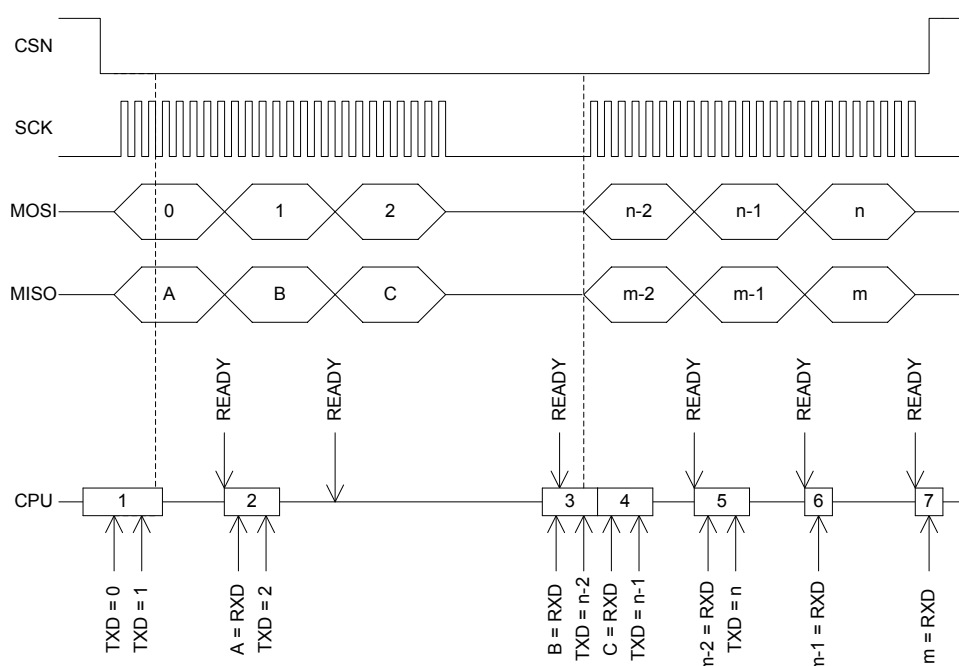 CSN
SCK
MOSI 0 1 2 n-2 n-1 n
MISO A B C m-2 m-1 m
READY READY READY READY READY READY
CPU 1 2 3 4 5 6 7
TXD = 0
TXD = 1
A = RXD
TXD = 2
B = RXD
TXD = n-2
C = RXD
TXD = n-1
m-2 = RXD
TXD = n
m-1 = RXD
m = RXD